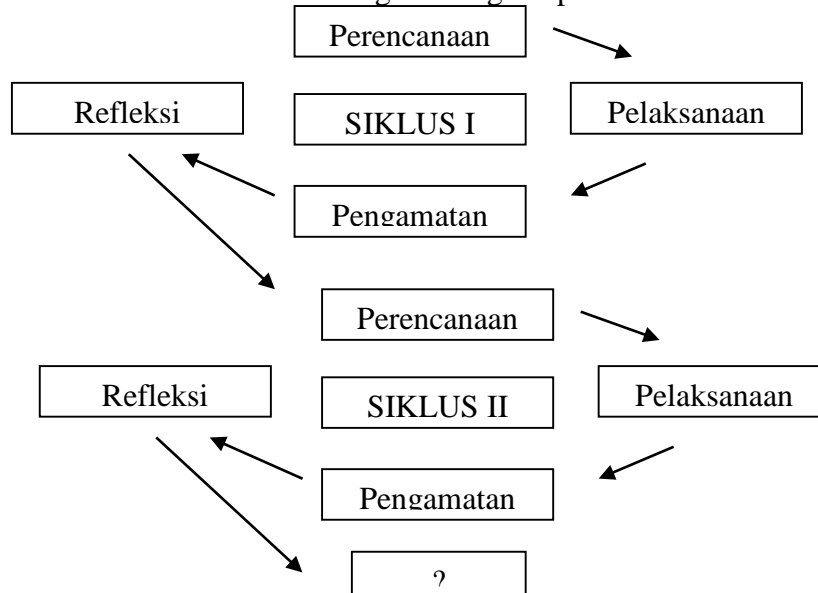 Perencanaan
Refleksi
SIKLUS I
Pelaksanaan
Pengamatan
Perencanaan
Refleksi
SIKLUS II
Pelaksanaan
Pengamatan
?